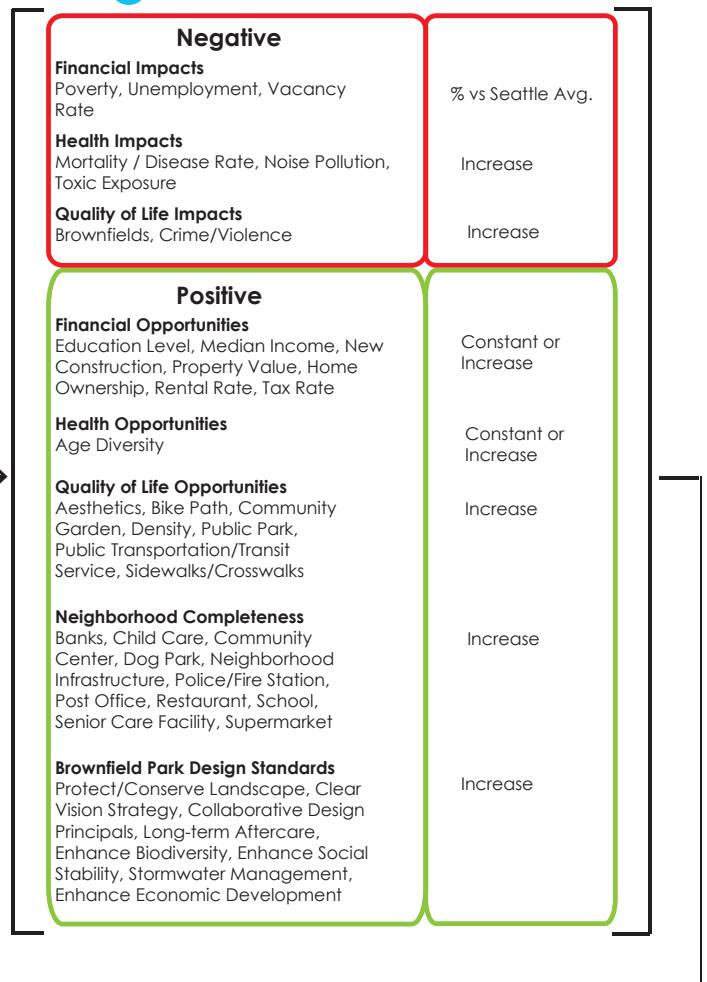 Negative
Financial Impacts
Poverty, Unemployment, Vacancy
Rate
% vs Seattle Avg.
Health Impacts
Mortality / Disease Rate, Noise Pollution,
Toxic Exposure
Increase
Quality of Life Impacts
Brownfields, Crime/Violence
Increase
Positive
Financial Opportunities
Education Level, Median Income, New
Construction, Property Value, Home
Ownership, Rental Rate, Tax Rate
Constant or
Increase
Health Opportunities
Age Diversity
Constant or
Increase
Quality of Life Opportunities
Aesthetics, Bike Path, Community
Garden, Density, Public Park,
Public Transportation/Transit
Service, Sidewalks/Crosswalks
Increase
Neighborhood Completeness
Banks, Child Care, Community
Center, Dog Park, Neighborhood
Infrastructure, Police/Fire Station,
Post Office, Restaurant, School,
Senior Care Facility, Supermarket
Increase
Brownfield Park Design Standards
Protect/Conserve Landscape, Clear
Vision Strategy, Collaborative Design
Principals, Long-term Aftercare,
Enhance Biodiversity, Enhance Social
Stability, Stormwater Management,
Enhance Economic Development
Increase